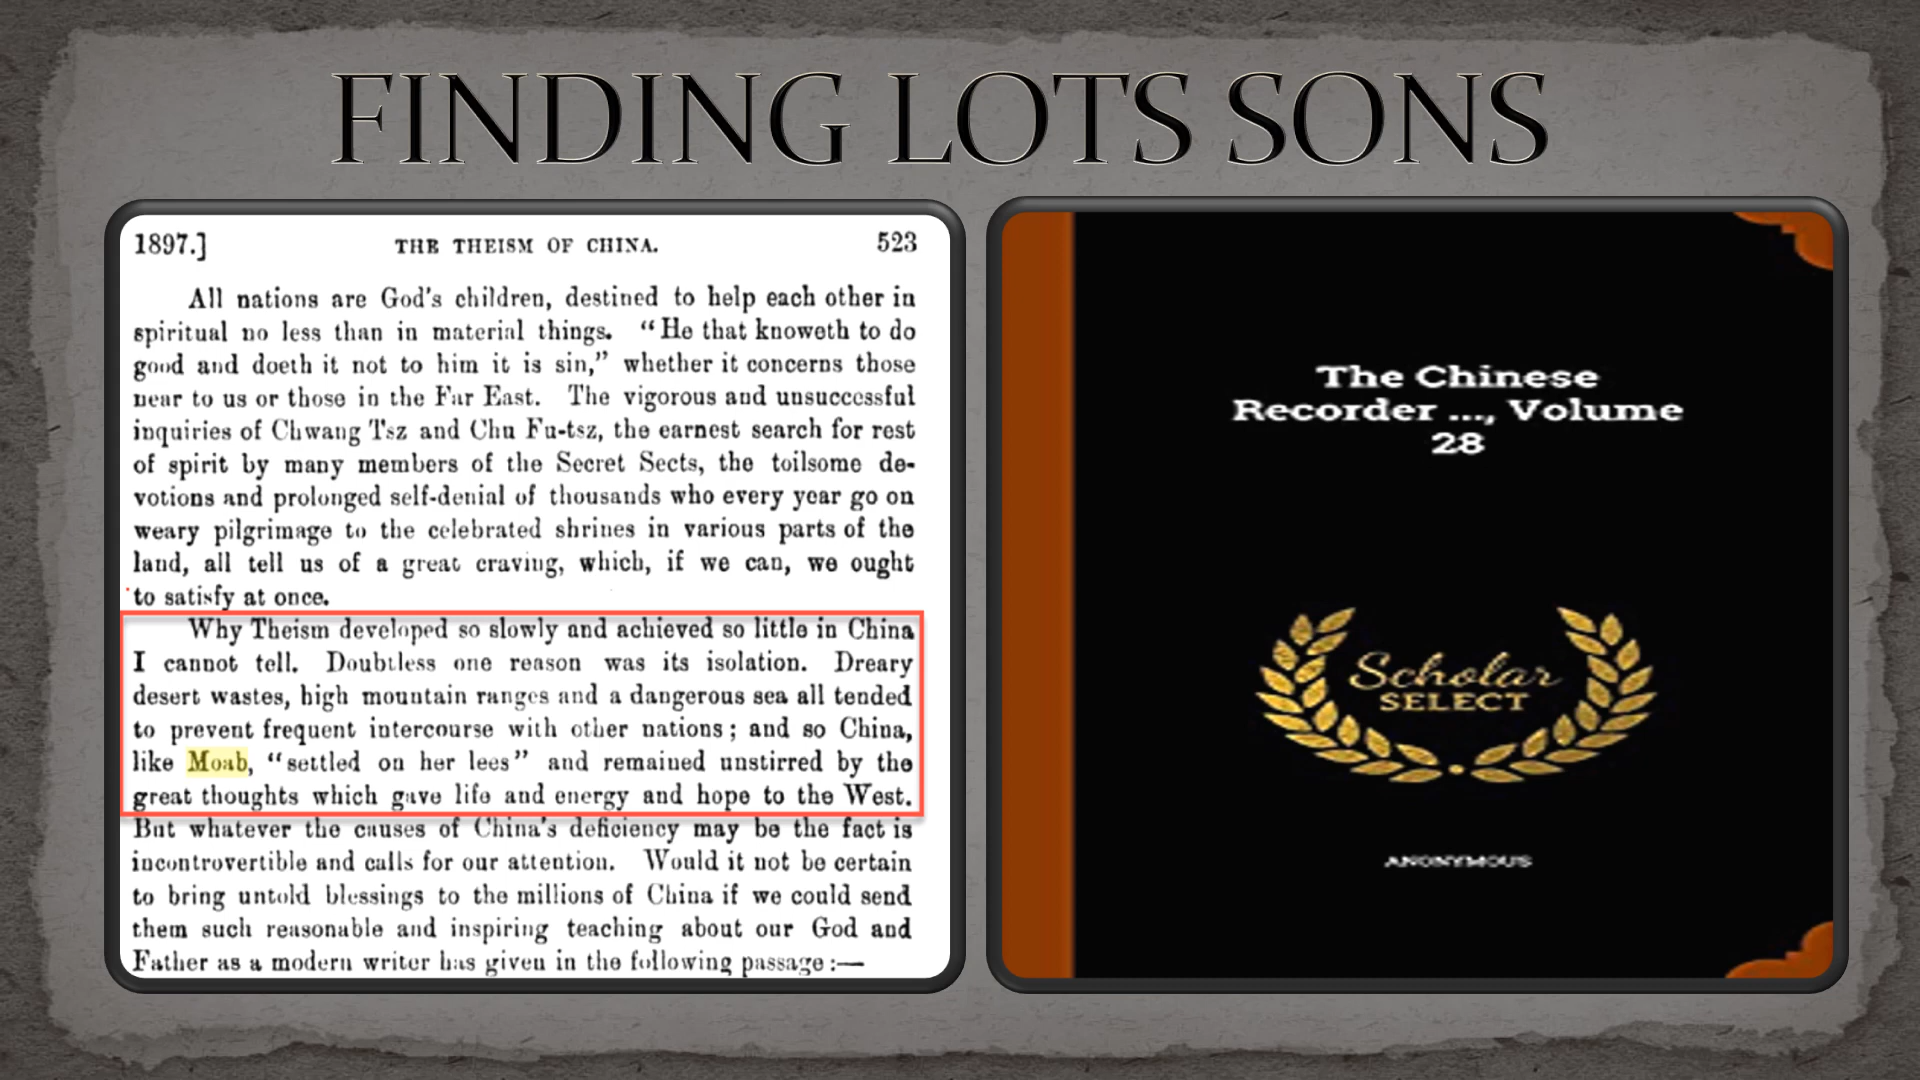 FINDING LOTS SONS
1897.] THE THEISM OF CHINA. 523
All nations are God's children, destined to help each other in
spiritual no less than in material things. “He that knoweth to do
good and doeth it not to him it is sin,” whether it concerns those
near to us or those in the Far East. The vigorous and unsuccessful
inquiries of Chwang Tsz and Chu Fu-tsz, the earnest search for rest
of spirit by many members of the Secret Sects, the toilsome de-
votions and prolonged self-denial of thousands who every year go on
weary pilgrimage to the celebrated shrines in various parts of the
land, all tell us of a great craving, which, if we can, we ought
to satisfy at once.
Why Theism developed so slowly and achieved so little in China
I cannot tell. Doubtless one reason was its isolation. Dreary
desert wastes, high mountain ranges and a dangerous sea all tended
to prevent frequent intercourse with other nations; and so China,
like Moab, “settled on her lees” and remained unstirred by the
great thoughts which gave life and energy and hope to the West.
But whatever the causes of China's deficiency may be the fact is
incontrovertible and calls for our attention. Would it not be certain
to bring untold blessings to the millions of China if we could send
them such reasonable and inspiring teaching about our God and
Father as a modern writer has given in the following passage:—
The Chinese
Recorder ..., Volume
28
Scholar
SELECT
ANONYMOUS